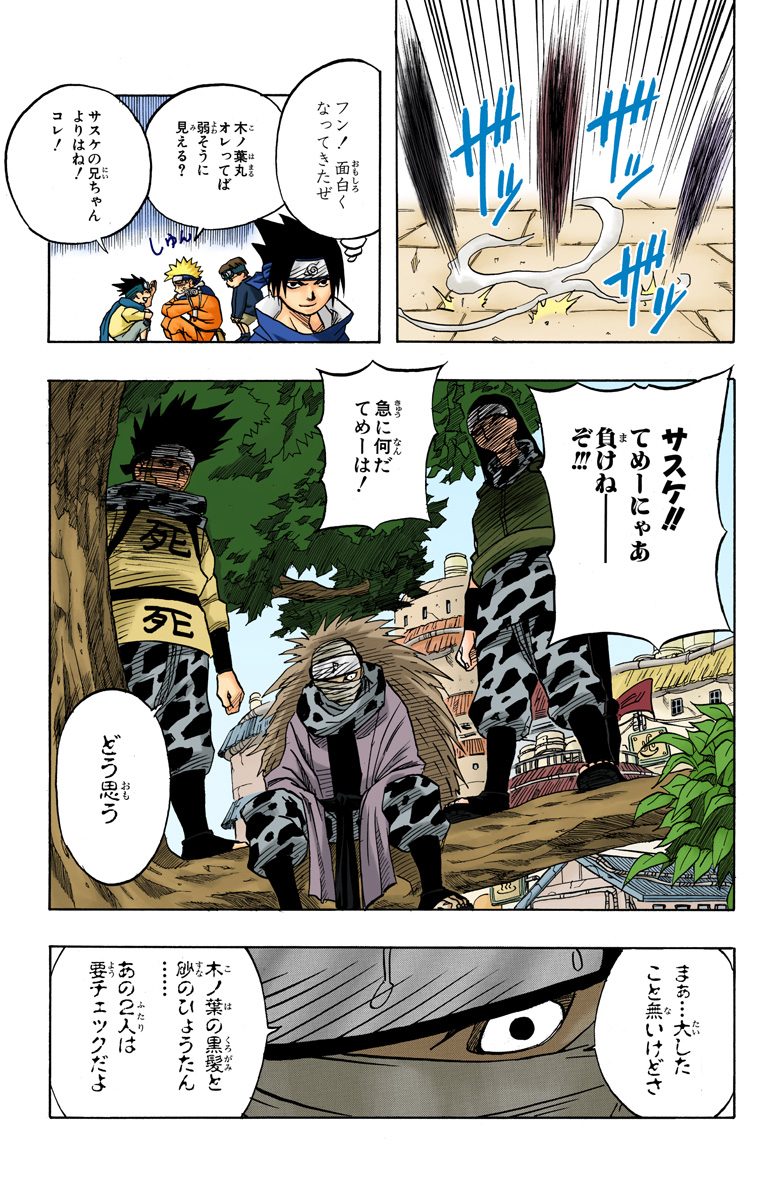 ザザッ
ザザッ
ザザッ
フン！面白く
なってきたぜ
木ノ葉丸
オレってば
弱そうに
見える？
サスケの兄ちゃん
よりはね！
コレ！
しゅん
サスケ!!
てめーにゃあ
負けねー
ぞ!!!
急に何だ
てめーは！
死
死
どう思う
まぁ…大した
こと無いけどさ
木ノ葉の黒髪と
砂のひょうたん
……
あの2人は
要チェックだよ